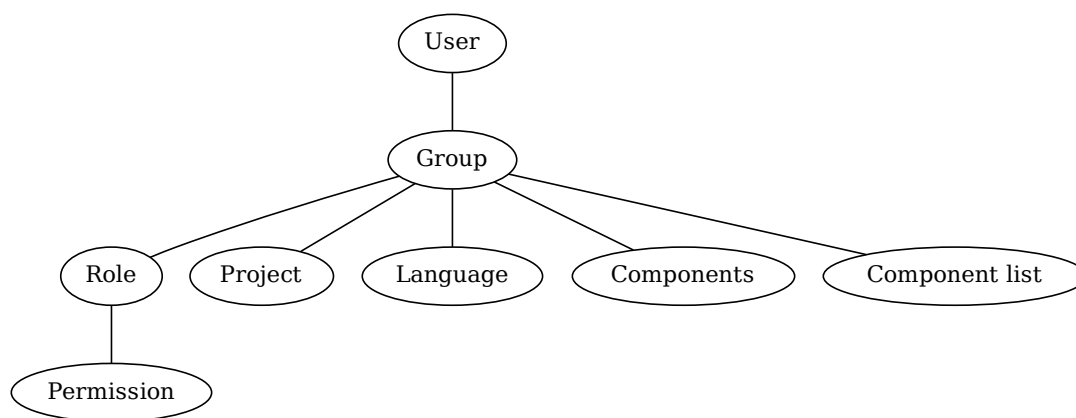 User
Group
Role
Project
Language
Components
Component list
Permission